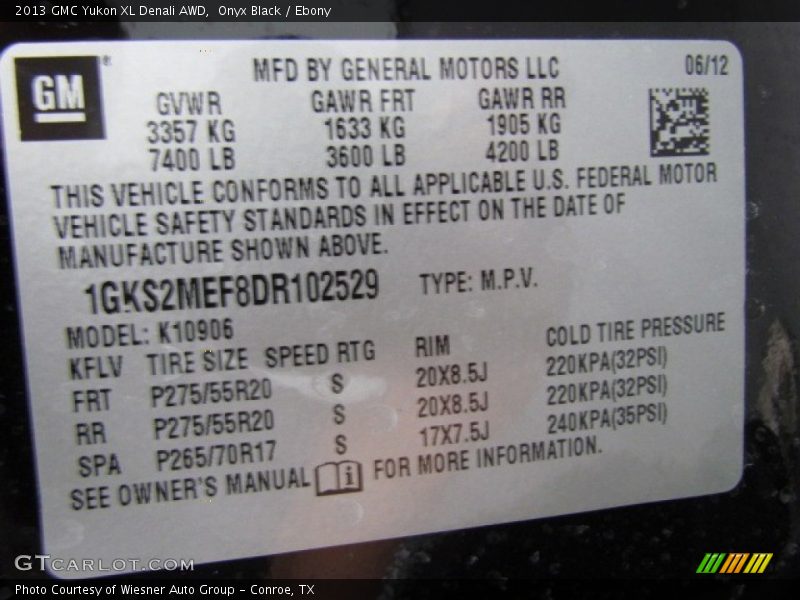 2013 GMC Yukon XL Denali AWD,  Onyx Black / Ebony
GM®
MFD BY GENERAL MOTORS LLC 06/12
GVWR GAWR FRT GAWR RR
3357 KG 1633 KG 1905 KG
7400 LB 3600 LB 4200 LB
THIS VEHICLE CONFORMS TO ALL APPLICABLE U.S. FEDERAL MOTOR
VEHICLE SAFETY STANDARDS IN EFFECT ON THE DATE OF
MANUFACTURE SHOWN ABOVE.
1GKS2MEF8DR102529 TYPE: M.P.V.
MODEL: K10906
KFLV TIRE SIZE SPEED RTG RIM COLD TIRE PRESSURE
FRT P275/55R20 S 20X8.5J 220KPA(32PSI)
RR P275/55R20 S 20X8.5J 220KPA(32PSI)
SPA P265/70R17 S 17X7.5J 240KPA(35PSI)
SEE OWNER'S MANUAL i FOR MORE INFORMATION.
GTCARLOT.COM
Photo Courtesy of Wiesner Auto Group - Conroe, TX